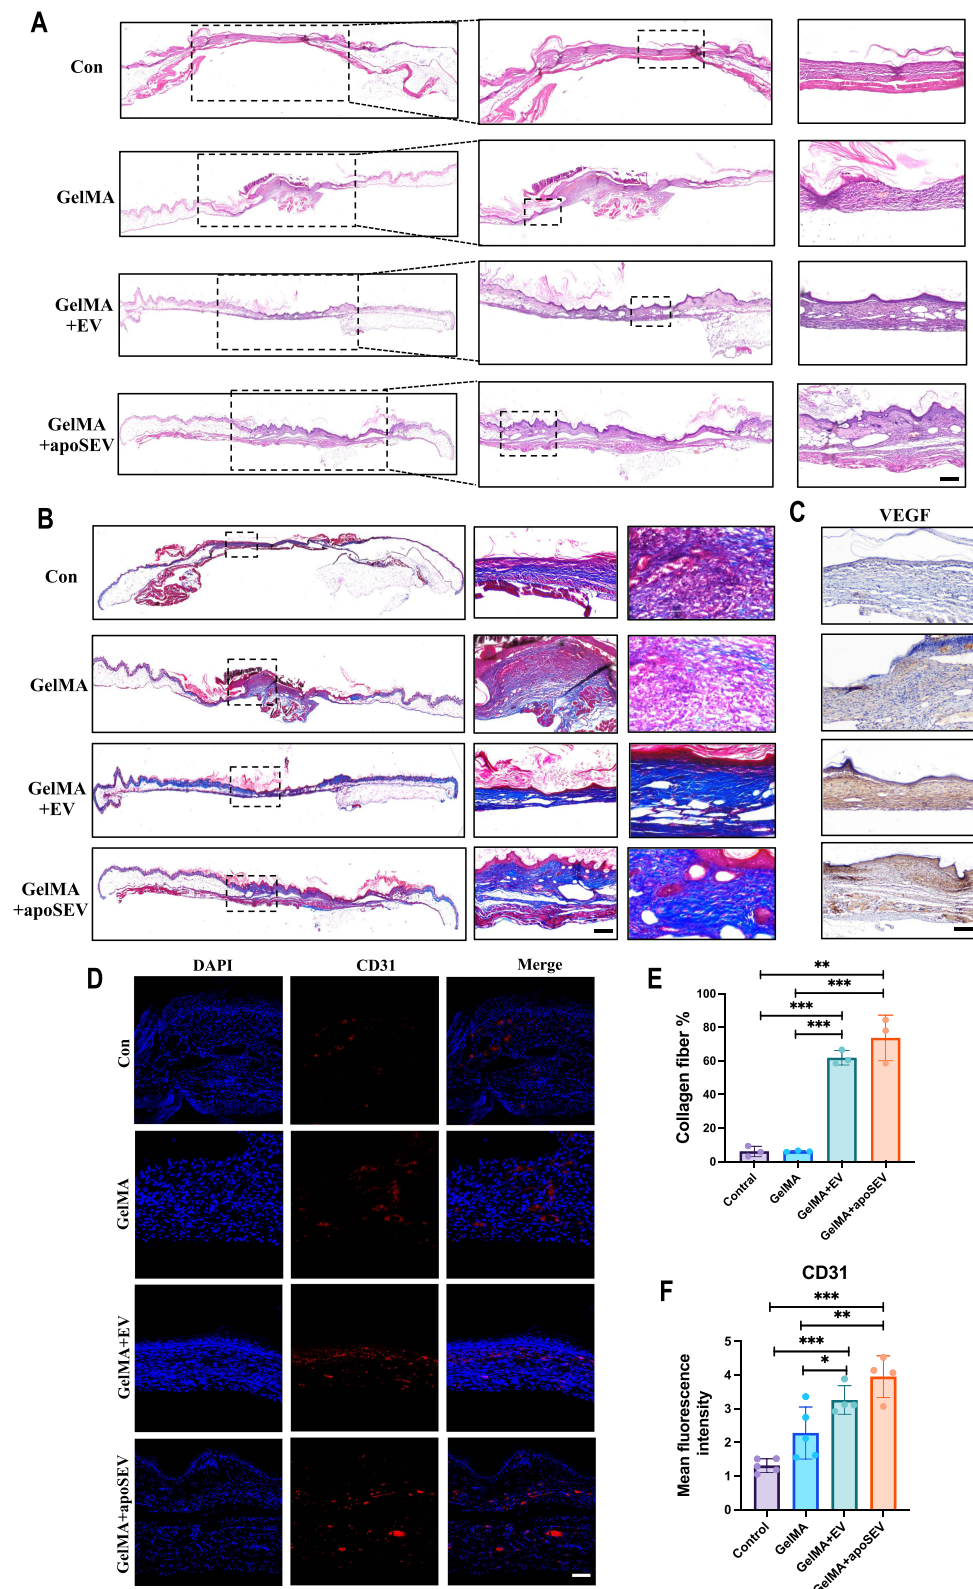 A
Con
GelMA
GelMA
+EV
GelMA
+apoSEV
B
Con
GelMA
GelMA
+EV
GelMA
+apoSEV
C
VEGF
D
DAPI
CD31
Merge
Con
GelMA
GelMA+EV
GelMA+apoSEV
E
**
***
***
***
Collagen fiber %
100
80
60
40
20
0
Contral
GelMA
GelMA+EV
GelMA+apoSEV
F
CD31
***
**
***
*
Mean fluorescence
intensity
5
4
3
2
1
0
Control
GelMA
GelMA+EV
GelMA+apoSEV